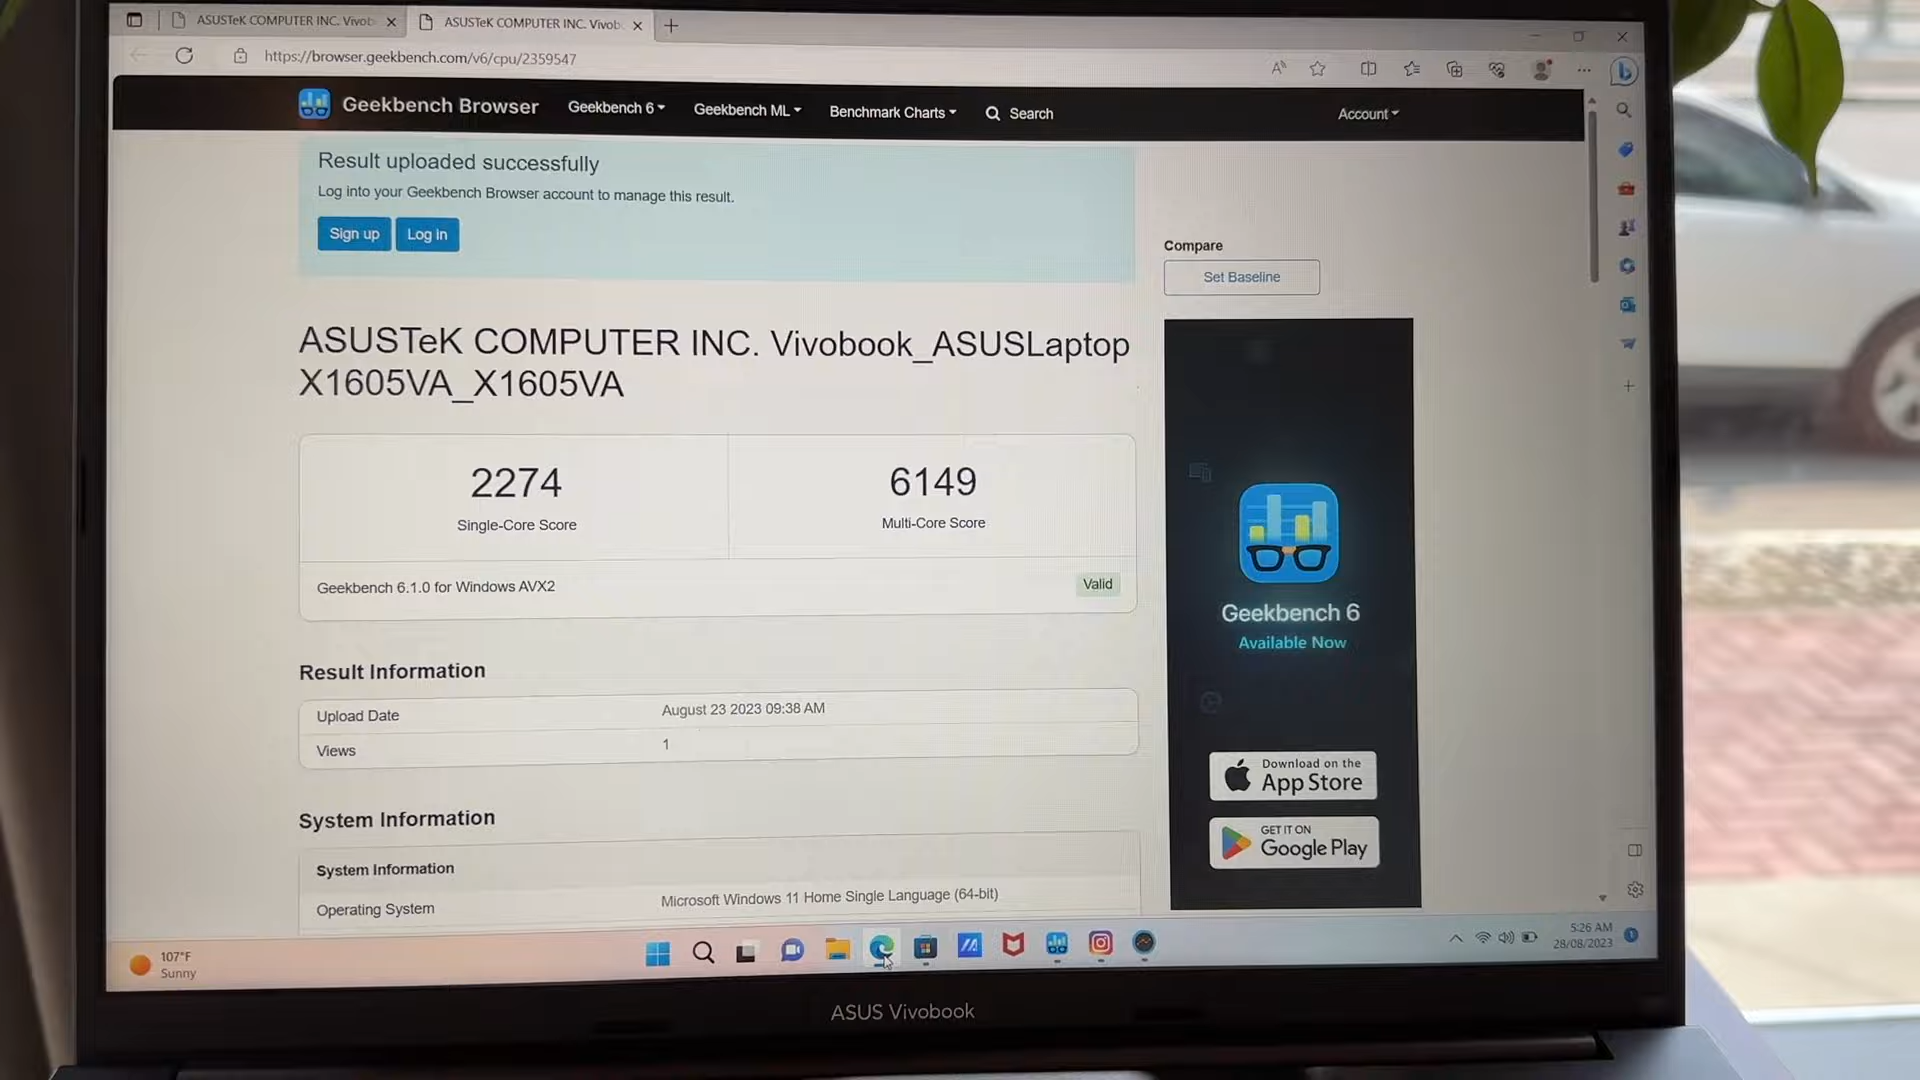 ASUSTeK COMPUTER INC. Vivob
ASUSTeK COMPUTER INC. Vivob
https://browser.geekbench.com/v6/cpu/2359547
Geekbench Browser
Geekbench 6
Geekbench ML
Benchmark Charts
Search
Account
Result uploaded successfully
Log into your Geekbench Browser account to manage this result.
Sign up
Log in
Compare
Set Baseline
ASUSTeK COMPUTER INC. Vivobook_ASUSLaptop
X1605VA_X1605VA
2274
6149
Single-Core Score
Multi-Core Score
Geekbench 6.1.0 for Windows AVX2
Valid
Geekbench 6
Available Now
Result Information
Upload Date
August 23 2023 09:38 AM
Views
1
Download on the
App Store
GET IT ON
Google Play
System Information
System Information
Operating System
Microsoft Windows 11 Home Single Language (64-bit)
107°F
Sunny
5:26 AM
28/08/2023
ASUS Vivobook